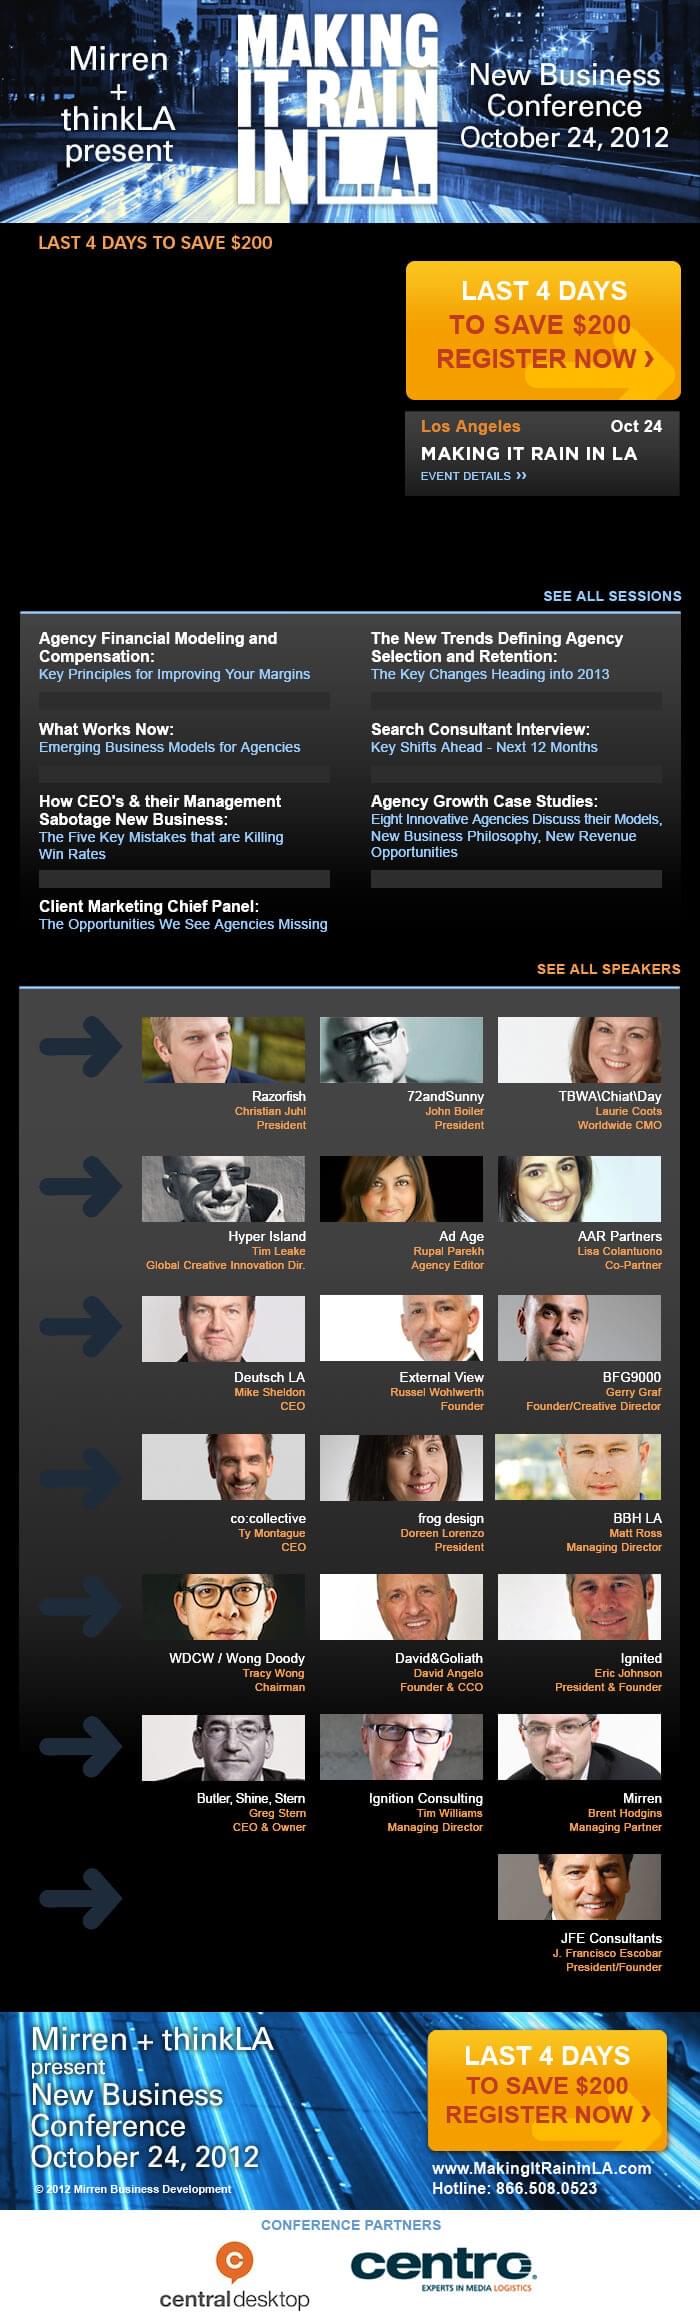 Mirren
+
thinkLA
present
MAKING
IT RAIN
IN L.A.
New Business
Conference
October 24, 2012
LAST 4 DAYS TO SAVE $200
LAST 4 DAYS
TO SAVE $200
REGISTER NOW ›
Los Angeles Oct 24
MAKING IT RAIN IN LA
EVENT DETAILS ››
SEE ALL SESSIONS
Agency Financial Modeling and
Compensation:
Key Principles for Improving Your Margins
The New Trends Defining Agency
Selection and Retention:
The Key Changes Heading into 2013
What Works Now:
Emerging Business Models for Agencies
Search Consultant Interview:
Key Shifts Ahead - Next 12 Months
How CEO's & their Management
Sabotage New Business:
The Five Key Mistakes that are Killing
Win Rates
Agency Growth Case Studies:
Eight Innovative Agencies Discuss their Models,
New Business Philosophy, New Revenue
Opportunities
Client Marketing Chief Panel:
The Opportunities We See Agencies Missing
SEE ALL SPEAKERS
Razorfish
Christian Juhl
President
72andSunny
John Boiler
President
TBWA\Chiat\Day
Laurie Coots
Worldwide CMO
Hyper Island
Tim Leake
Global Creative Innovation Dir.
Ad Age
Rupal Parekh
Agency Editor
AAR Partners
Lisa Colantuono
Co-Partner
Deutsch LA
Mike Sheldon
CEO
External View
Russel Wohlwerth
Founder
BFG9000
Gerry Graf
Founder/Creative Director
co:collective
Ty Montague
CEO
frog design
Doreen Lorenzo
President
BBH LA
Matt Ross
Managing Director
WDCW / Wong Doody
Tracy Wong
Chairman
David&Goliath
David Angelo
Founder & CCO
Ignited
Eric Johnson
President & Founder
Butler, Shine, Stern
Greg Stern
CEO & Owner
Ignition Consulting
Tim Williams
Managing Director
Mirren
Brent Hodgins
Managing Partner
JFE Consultants
J. Francisco Escobar
President/Founder
Mirren + thinkLA
present
New Business
Conference
October 24, 2012
© 2012 Mirren Business Development
LAST 4 DAYS
TO SAVE $200
REGISTER NOW ›
www.MakingItRaininLA.com
Hotline: 866.508.0523
CONFERENCE PARTNERS
C
centraldesktop
centro
EXPERTS IN MEDIA LOGISTICS